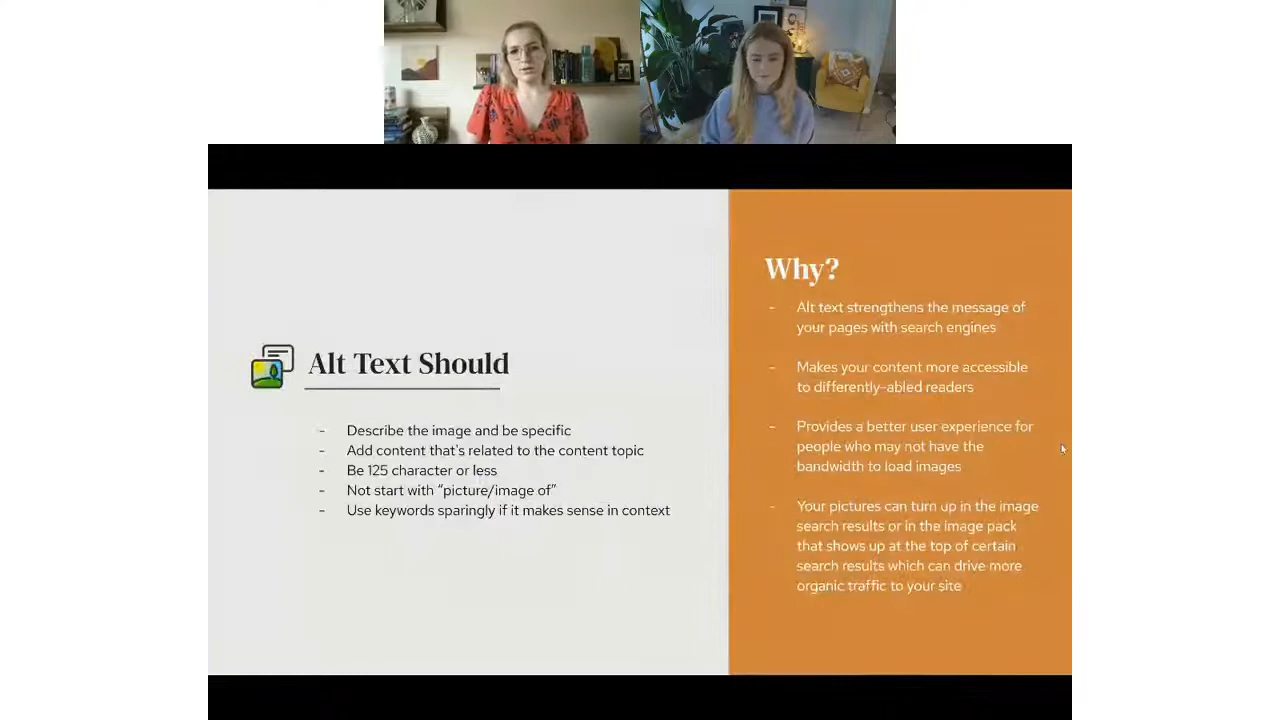 Alt Text Should
- Describe the image and be specific
- Add content that's related to the content topic
- Be 125 character or less
- Not start with “picture/image of”
- Use keywords sparingly if it makes sense in context
Why?
- Alt text strengthens the message of
your pages with search engines
- Makes your content more accessible
to differently-abled readers
- Provides a better user experience for
people who may not have the
bandwidth to load images
- Your pictures can turn up in the image
search results or in the image pack
that shows up at the top of certain
search results which can drive more
organic traffic to your site